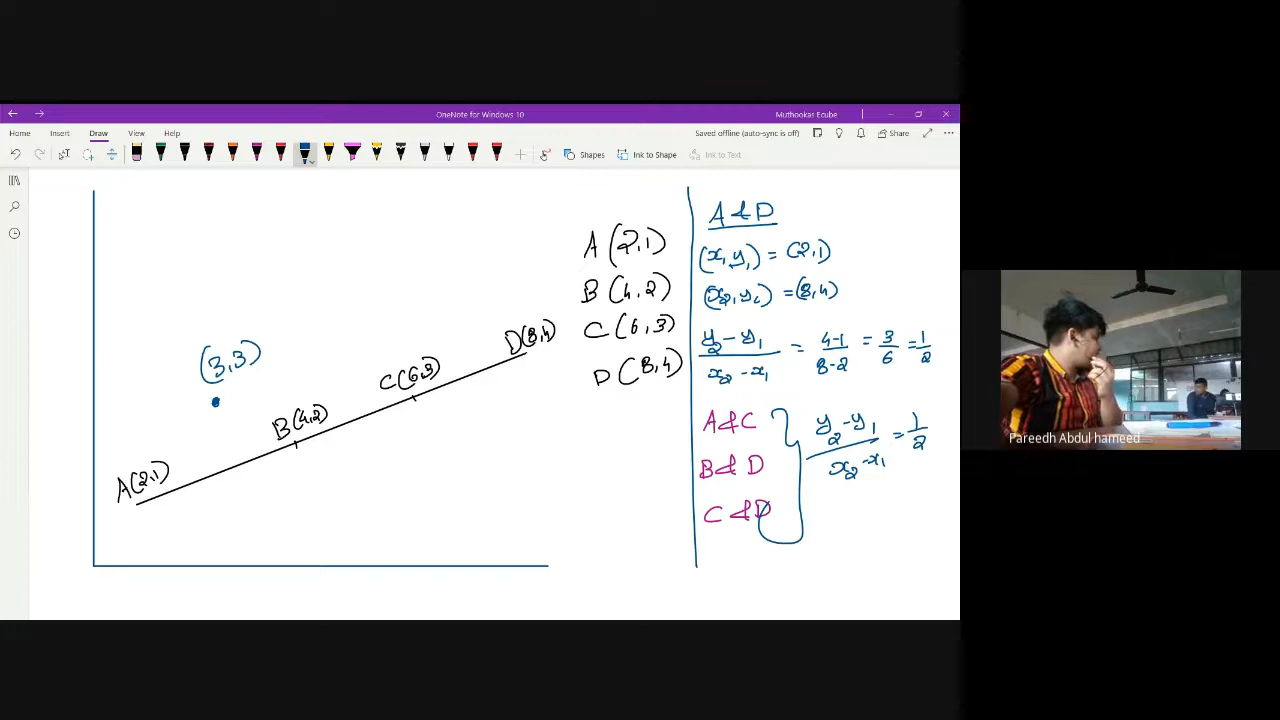 OneNote for Windows 10
Muthookas Ecube
Home Insert Draw View Help
Saved offline (auto-sync is off)
Share
Shapes
Ink to Shape
Ink to Text
(3,3)
A(2,1)
B(4,2)
C(6,3)
D(8,4)
A (2,1)
B (4,2)
C (6,3)
D (8,4)
A & D
(x₁ y₁) = (2,1)
(x₂, y₂) = (8,4)
y₂ - y₁ / x₂ - x₁ = 4-1 / 8-2 = 3/6 = 1/2
A & C
B & D
C & D
y₂ - y₁ / x₂ - x₁ = 1/2
Pareedh Abdul hameed